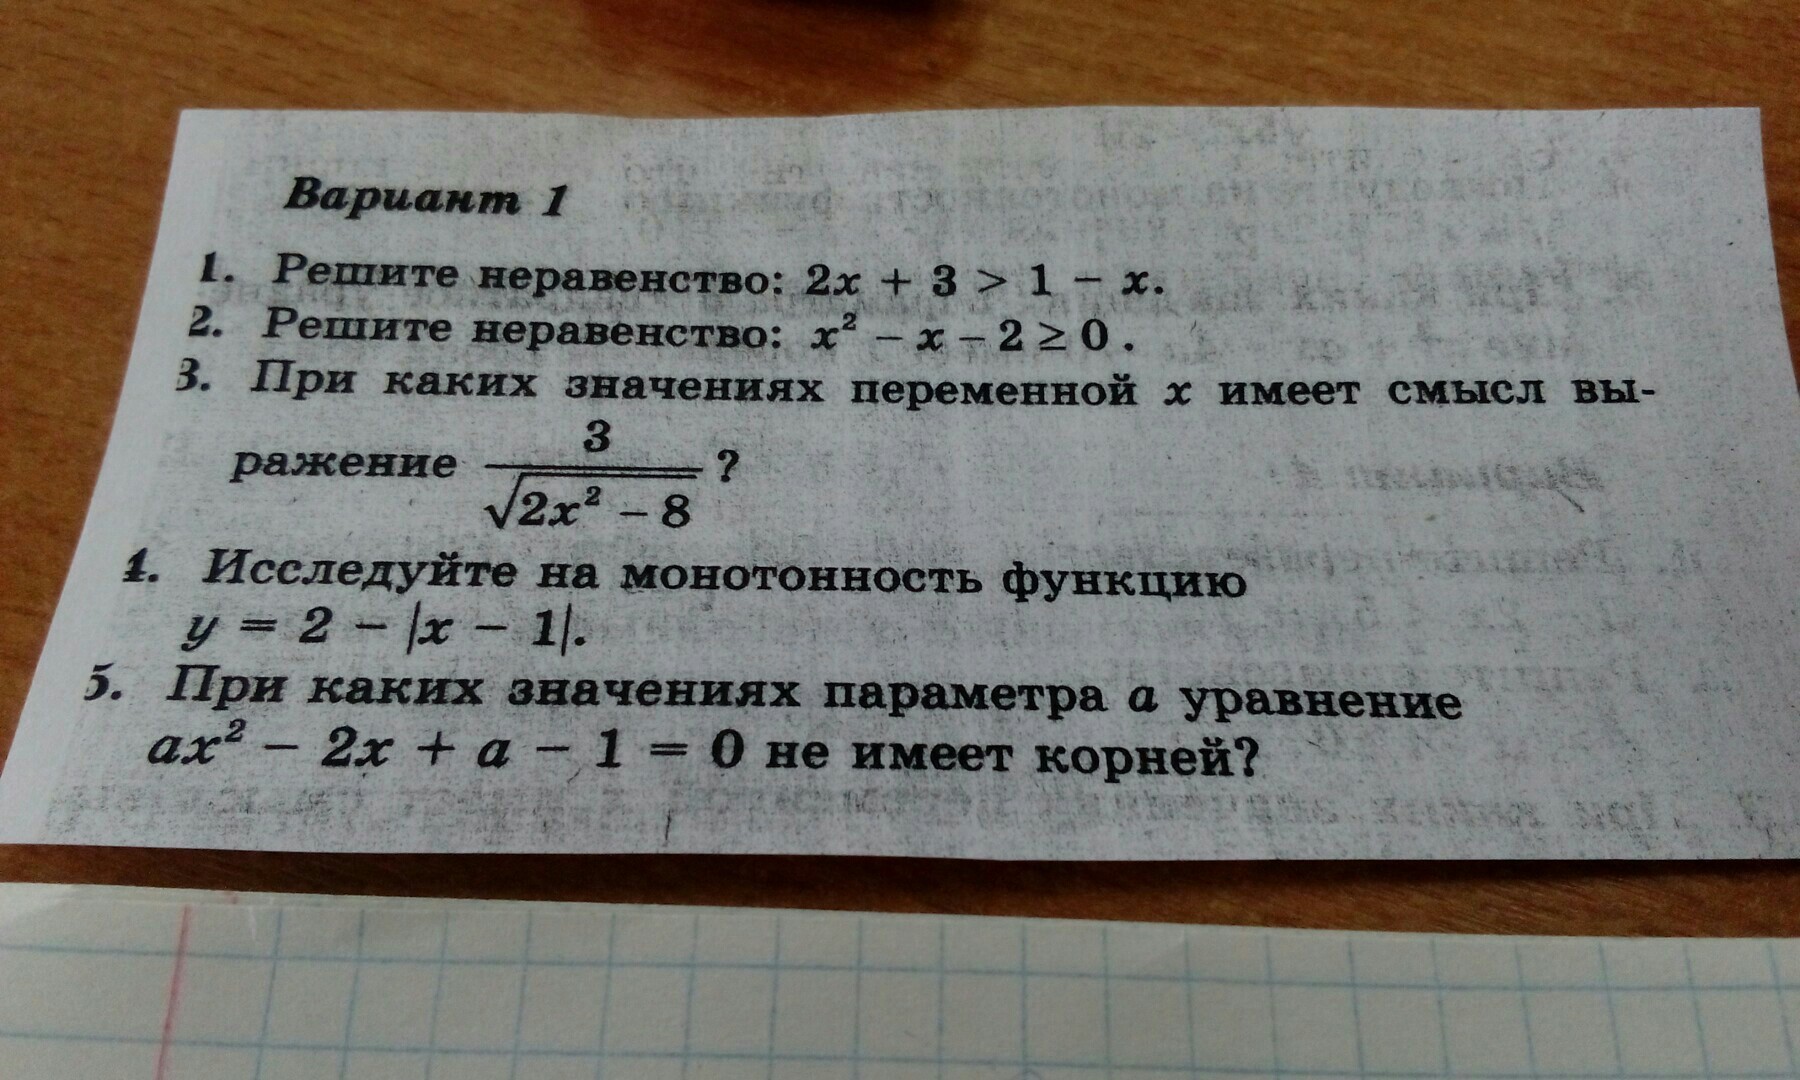 Вариант 1
1. Решите неравенство: 2x + 3 > 1 − x.
2. Решите неравенство: x² − x − 2 ≥ 0.
3. При каких значениях переменной x имеет смысл вы-
ражение 3/√(2x² − 8) ?
4. Исследуйте на монотонность функцию
y = 2 − |x − 1|.
5. При каких значениях параметра a уравнение
ax² − 2x + a − 1 = 0 не имеет корней?